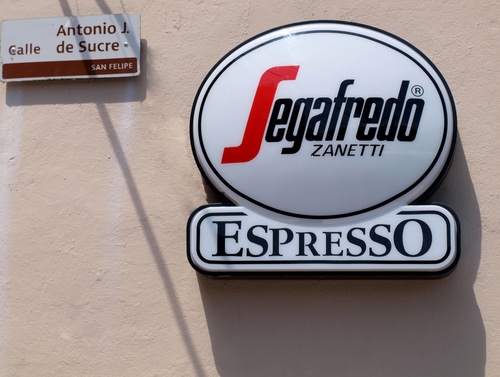 Antonio J.
Calle de Sucre
SAN FELIPE
Segafredo®
ZANETTI
ESPRESSO